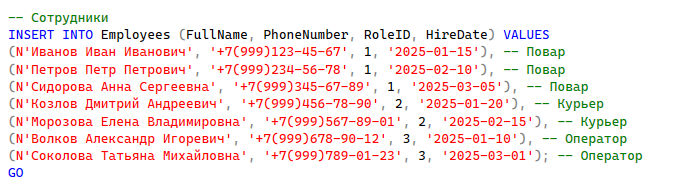 -- Сотрудники
INSERT INTO Employees (FullName, PhoneNumber, RoleID, HireDate) VALUES
(N'Иванов Иван Иванович', '+7(999)123-45-67', 1, '2025-01-15'), -- Повар
(N'Петров Петр Петрович', '+7(999)234-56-78', 1, '2025-02-10'), -- Повар
(N'Сидорова Анна Сергеевна', '+7(999)345-67-89', 1, '2025-03-05'), -- Повар
(N'Козлов Дмитрий Андреевич', '+7(999)456-78-90', 2, '2025-01-20'), -- Курьер
(N'Морозова Елена Владимировна', '+7(999)567-89-01', 2, '2025-02-15'), -- Курьер
(N'Волков Александр Игоревич', '+7(999)678-90-12', 3, '2025-01-10'), -- Оператор
(N'Соколова Татьяна Михайловна', '+7(999)789-01-23', 3, '2025-03-01'); -- Оператор
GO